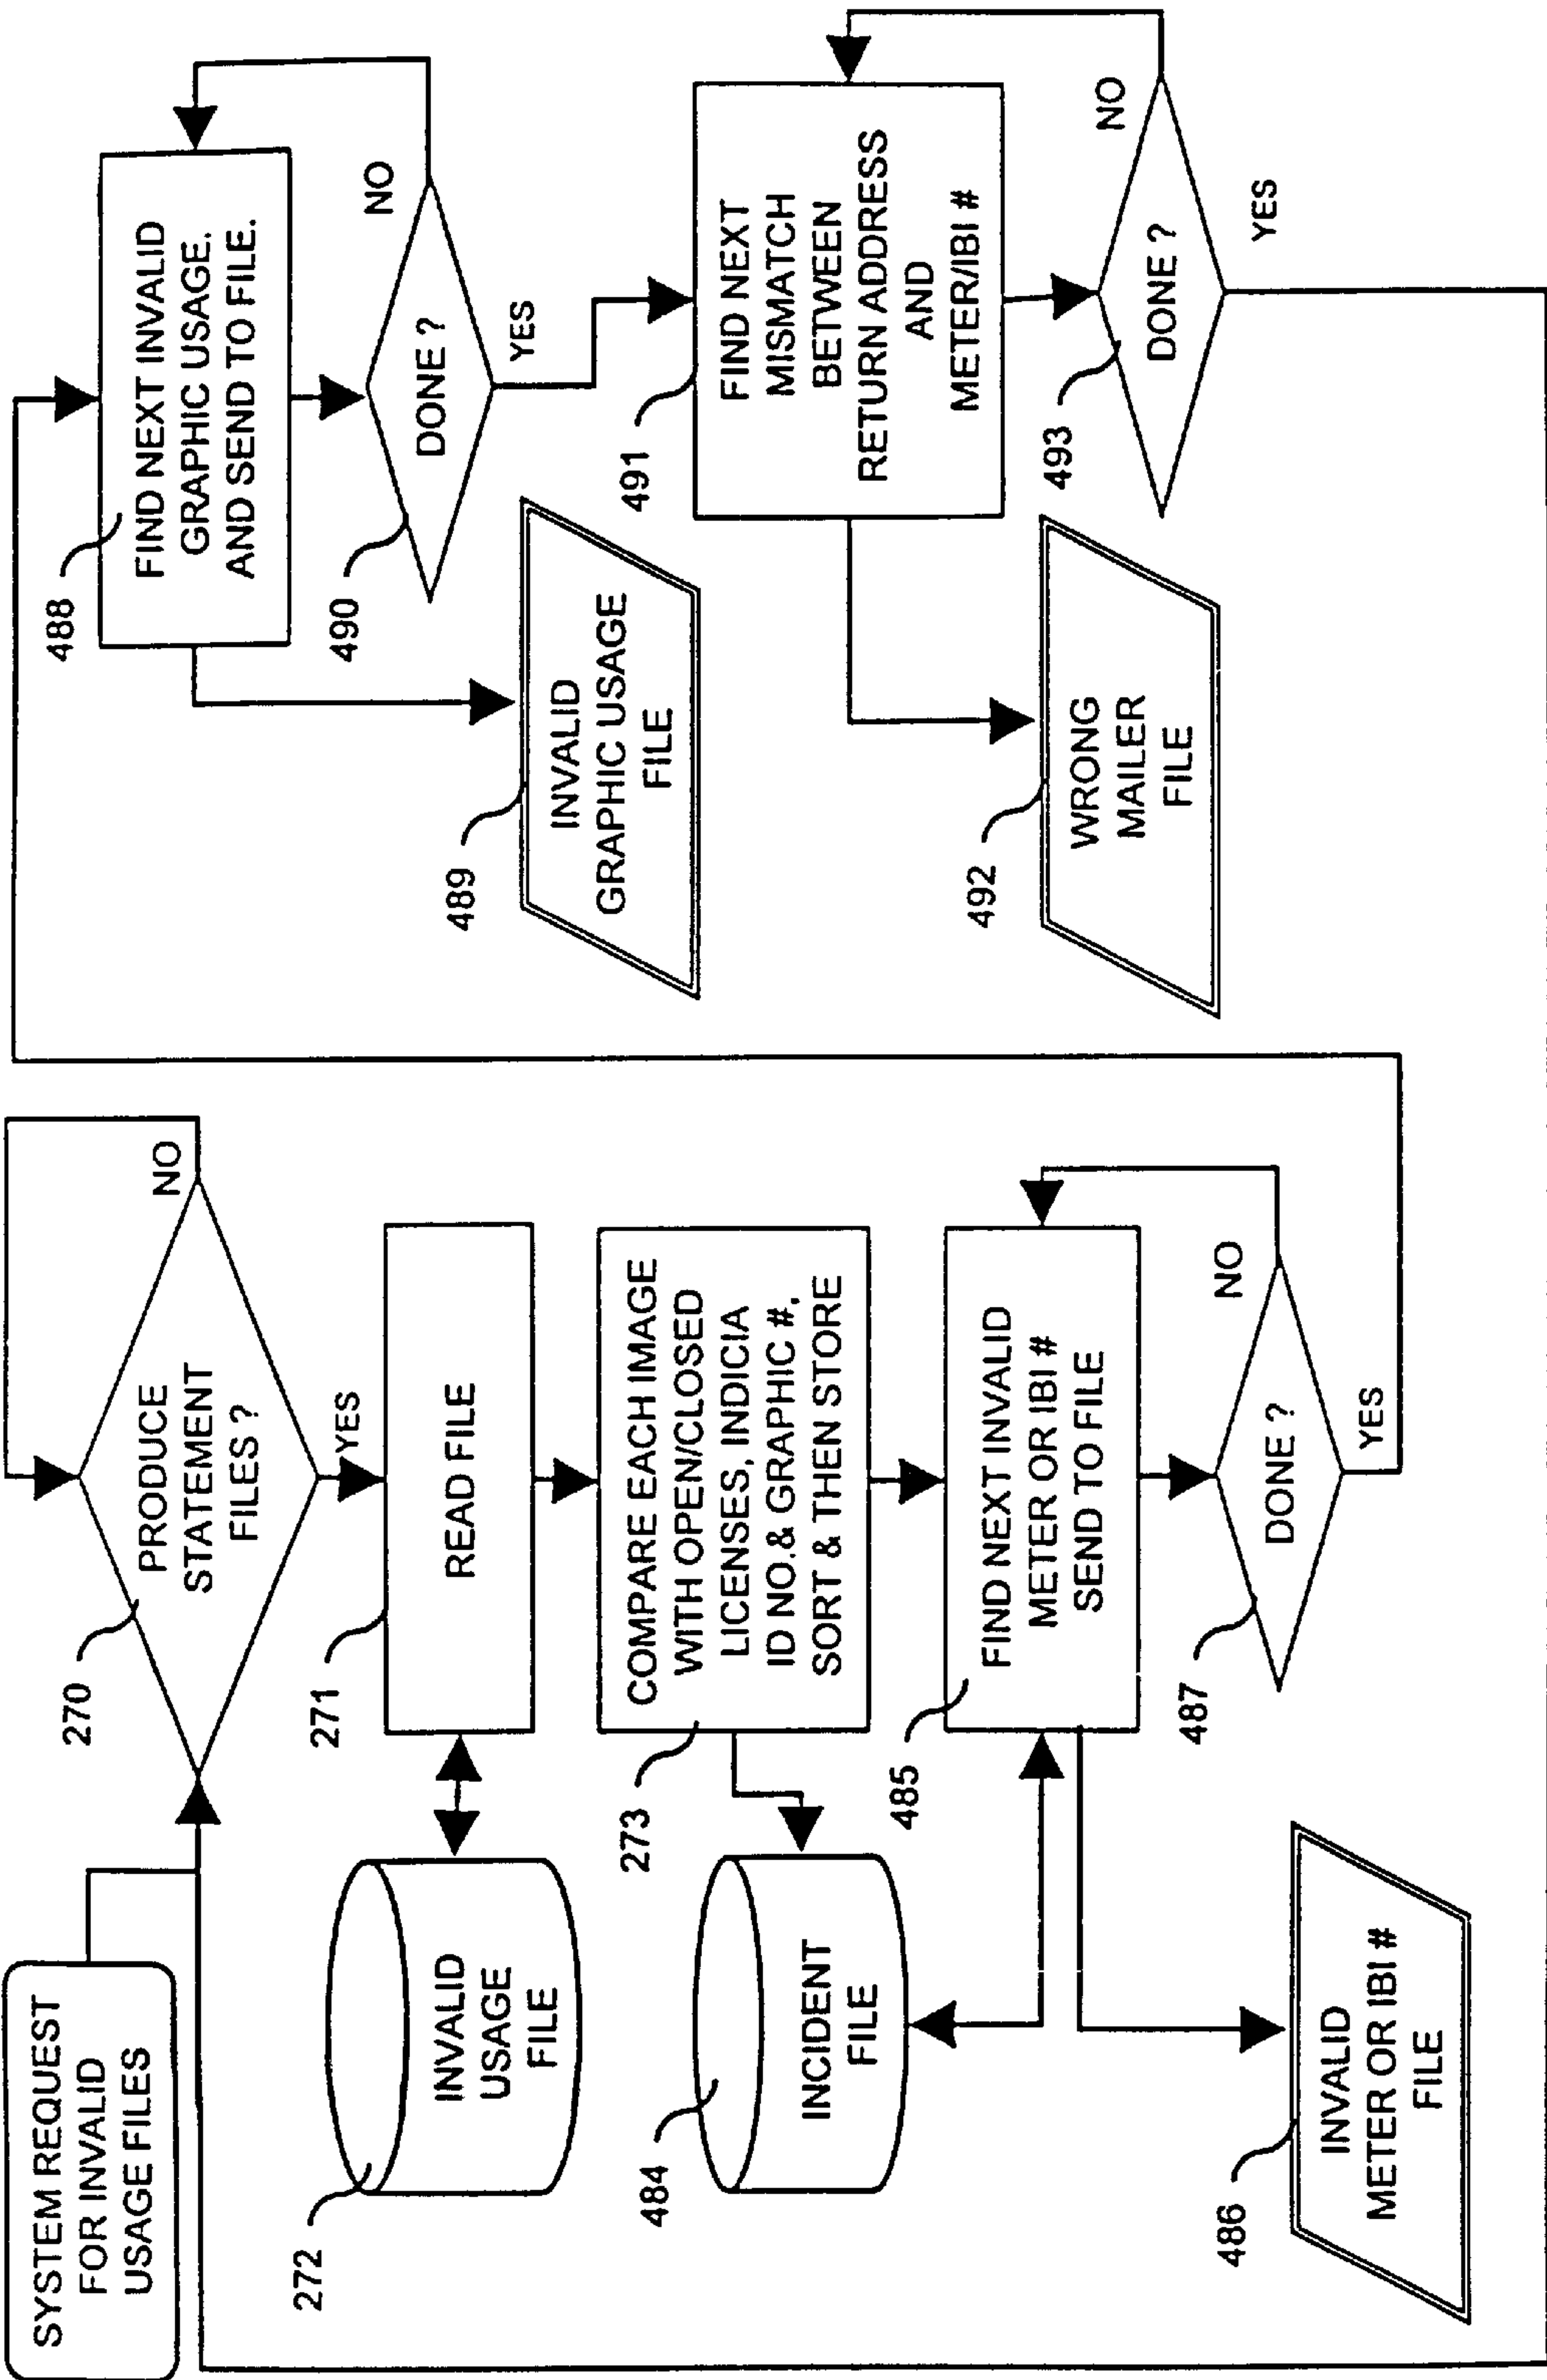 SYSTEM REQUEST
FOR INVALID
USAGE FILES
270
PRODUCE
STATEMENT
FILES ?
NO
YES
271
READ FILE
272
INVALID
USAGE
FILE
273
COMPARE EACH IMAGE
WITH OPEN/CLOSED
LICENSES, INDICIA
ID NO.& GRAPHIC #,
SORT & THEN STORE
484
INCIDENT
FILE
485
FIND NEXT INVALID
METER OR IBI #
SEND TO FILE
486
INVALID
METER OR IBI #
FILE
487
DONE ?
NO
YES
488
FIND NEXT INVALID
GRAPHIC USAGE.
AND SEND TO FILE.
489
INVALID
GRAPHIC USAGE
FILE
490
DONE ?
NO
YES
491
FIND NEXT
MISMATCH
BETWEEN
RETURN ADDRESS
AND
METER/IBI #
492
WRONG
MAILER
FILE
493
DONE ?
NO
YES